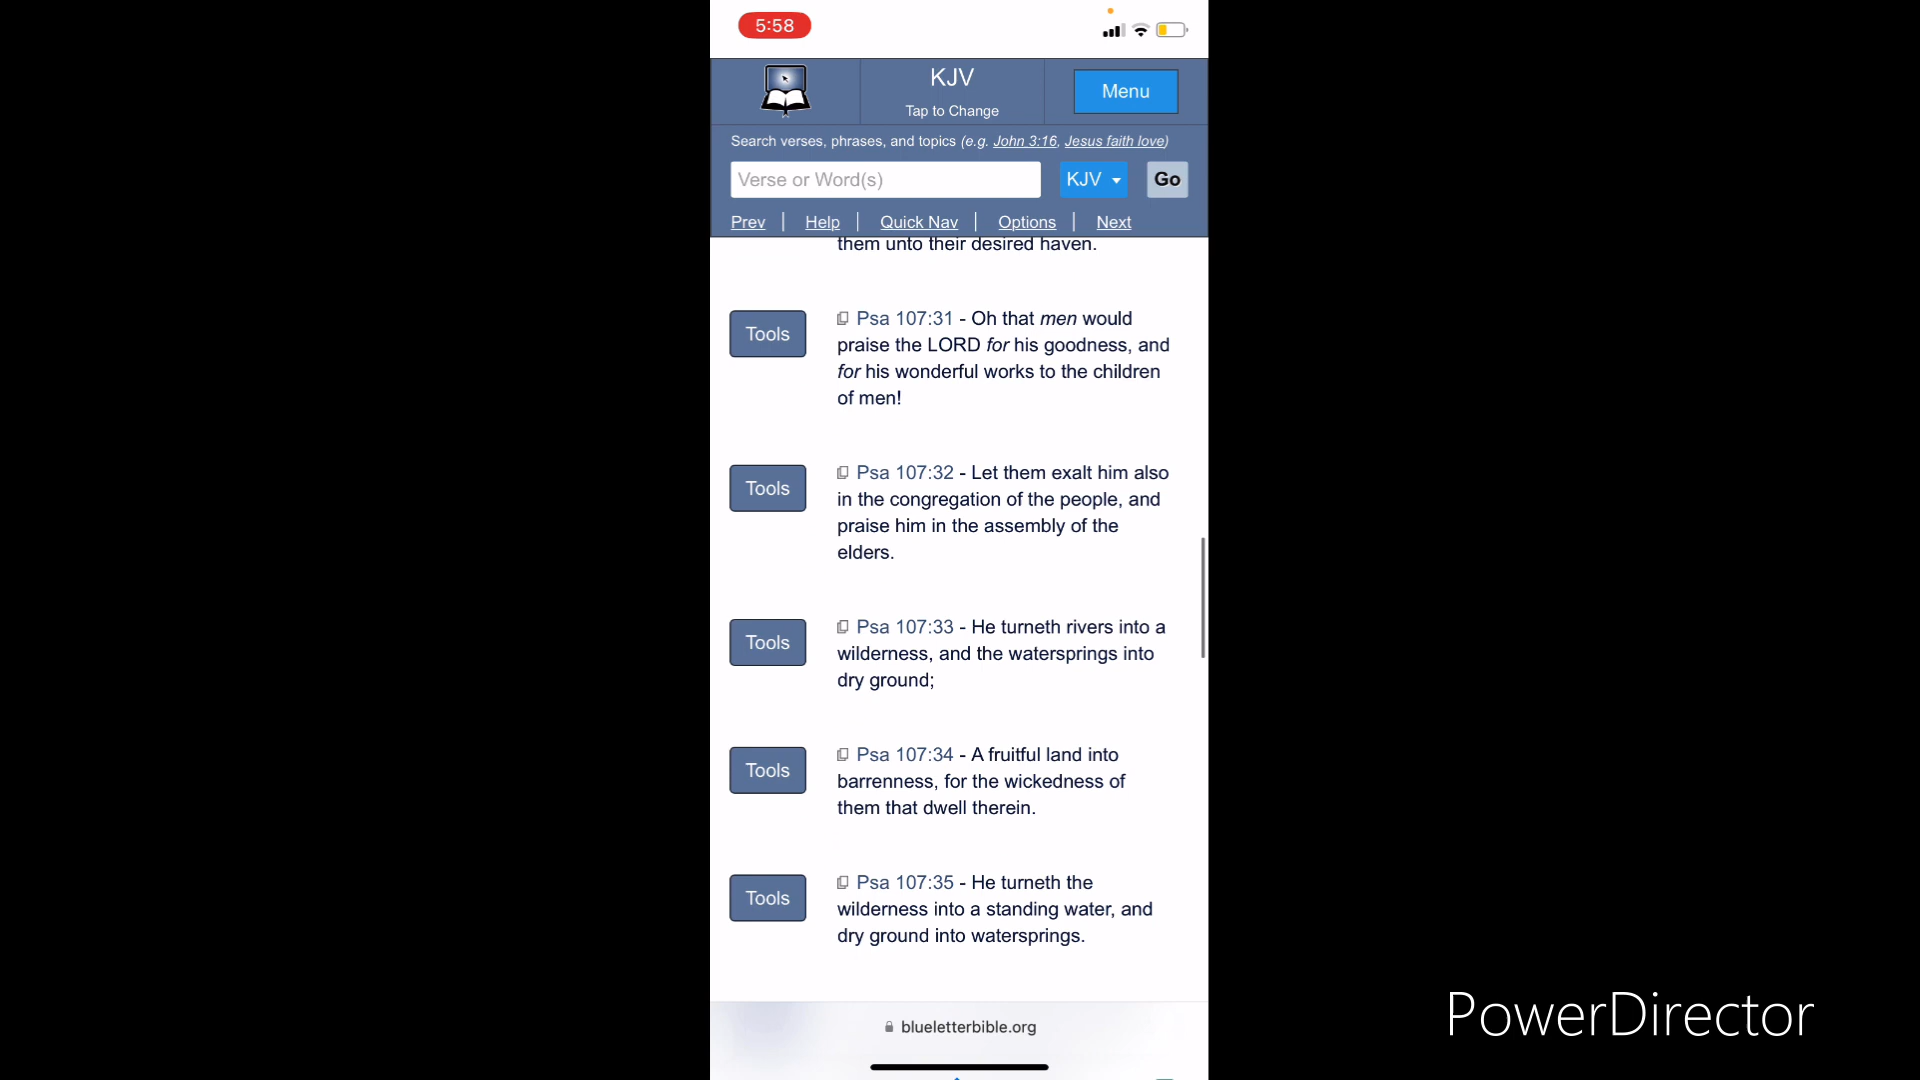 5:58
KJV
Tap to Change
Menu
Search verses, phrases, and topics (e.g. John 3:16, Jesus faith love)
Verse or Word(s)
KJV
Go
Prev | Help | Quick Nav | Options | Next
them unto their desired haven.
Tools
Psa 107:31 - Oh that men would
praise the LORD for his goodness, and
for his wonderful works to the children
of men!
Tools
Psa 107:32 - Let them exalt him also
in the congregation of the people, and
praise him in the assembly of the
elders.
Tools
Psa 107:33 - He turneth rivers into a
wilderness, and the watersprings into
dry ground;
Tools
Psa 107:34 - A fruitful land into
barrenness, for the wickedness of
them that dwell therein.
Tools
Psa 107:35 - He turneth the
wilderness into a standing water, and
dry ground into watersprings.
blueletterbible.org
PowerDirector